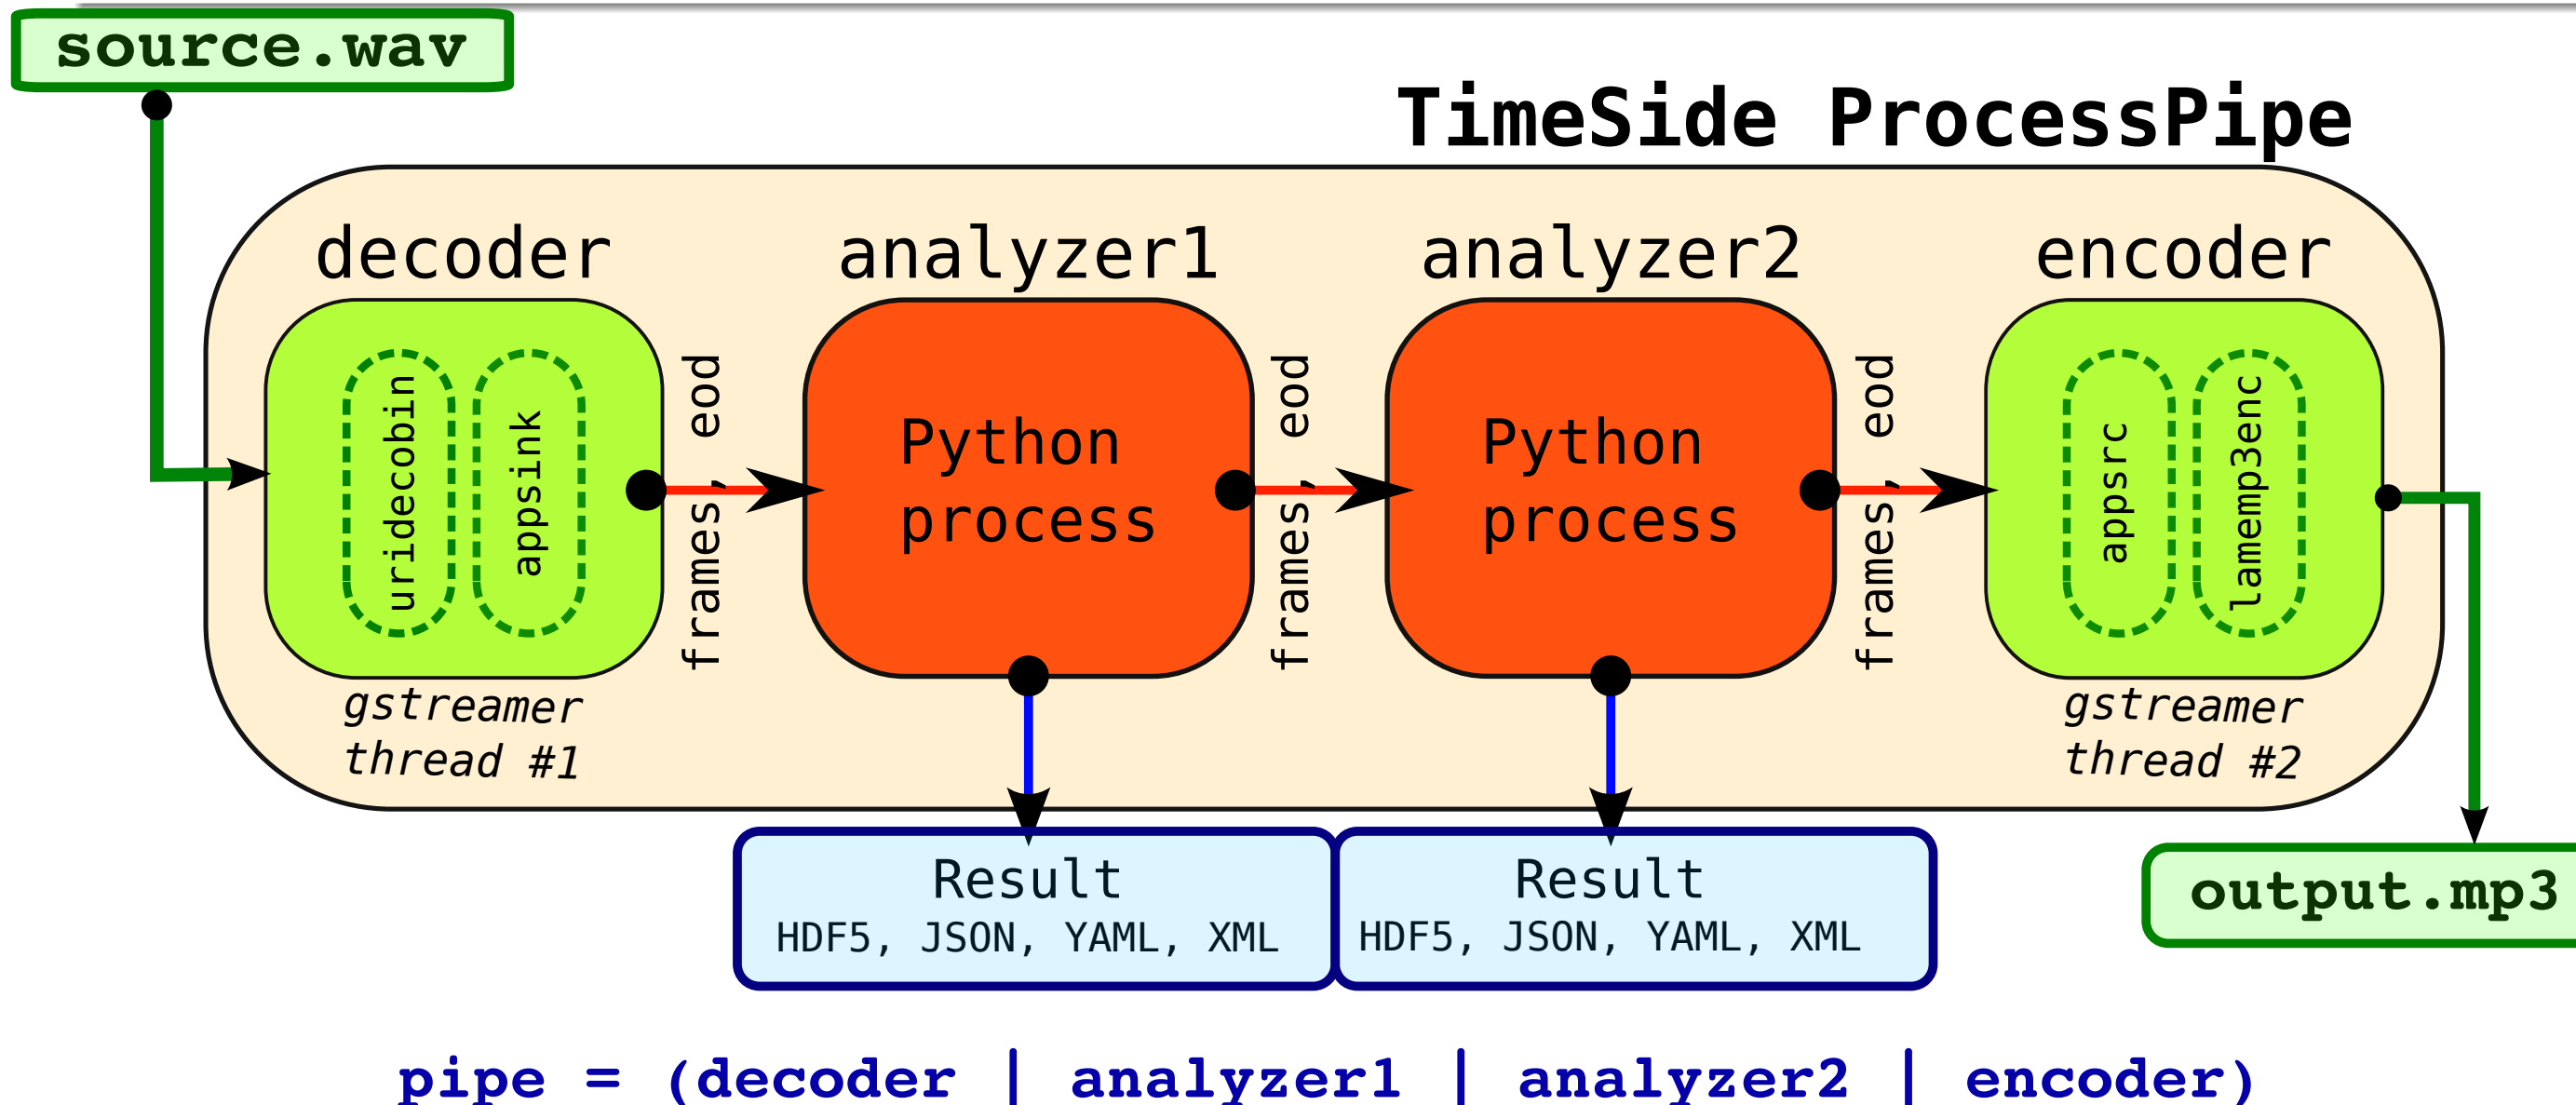 source.wav
TimeSide ProcessPipe
decoder
analyzer1
analyzer2
encoder
uridecobin
appsink
frames, eod
Python
process
frames, eod
Python
process
frames, eod
appsrc
lamemp3enc
gstreamer
thread #1
gstreamer
thread #2
Result
HDF5, JSON, YAML, XML
Result
HDF5, JSON, YAML, XML
output.mp3
pipe = (decoder | analyzer1 | analyzer2 | encoder)